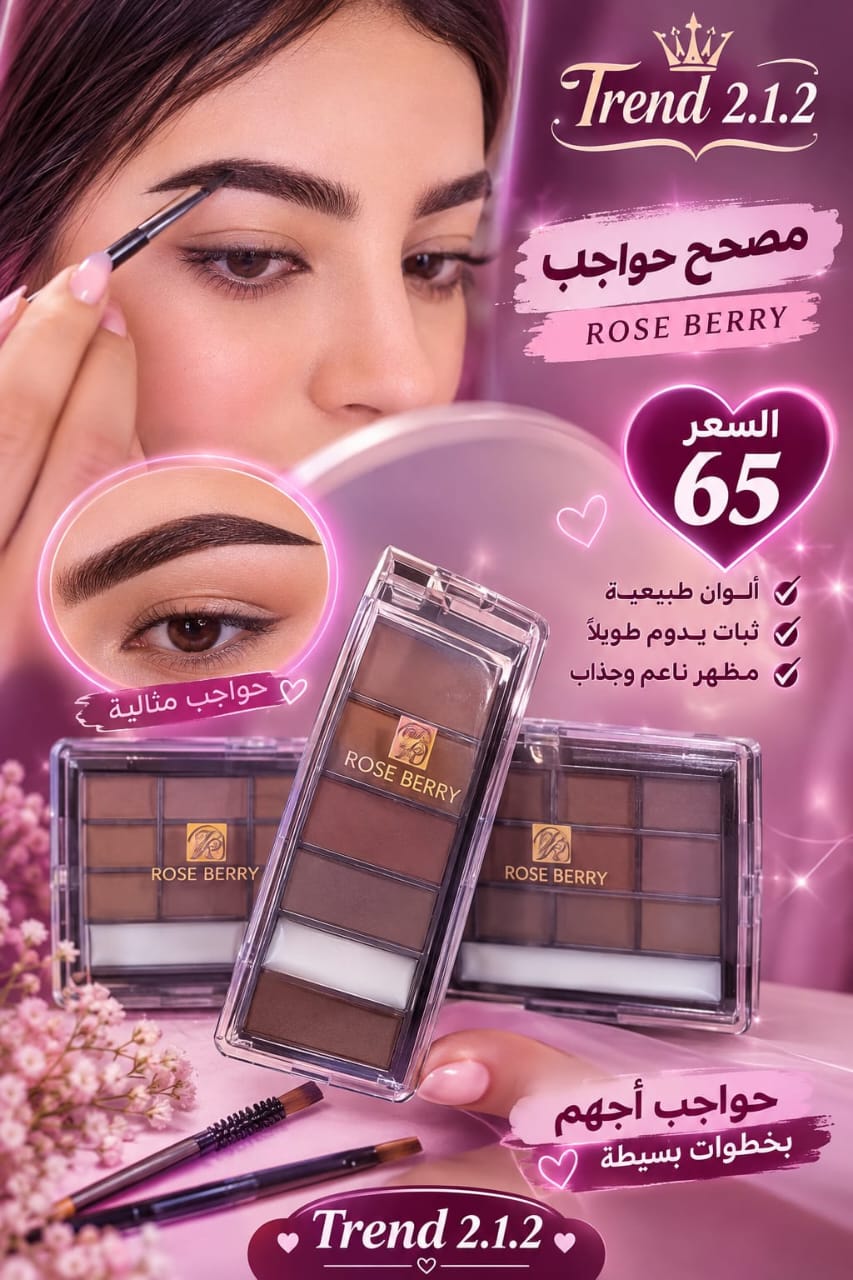 Trend 2.1.2
مصحح حواجب
ROSE BERRY
السعر
65
ألوان طبيعية
ثبات يدوم طويلاً
مظهر ناعم وجذاب
حواجب مثالية
ROSE BERRY
ROSE BERRY
ROSE BERRY
حواجب أجهم
بخطوات بسيطة
Trend 2.1.2